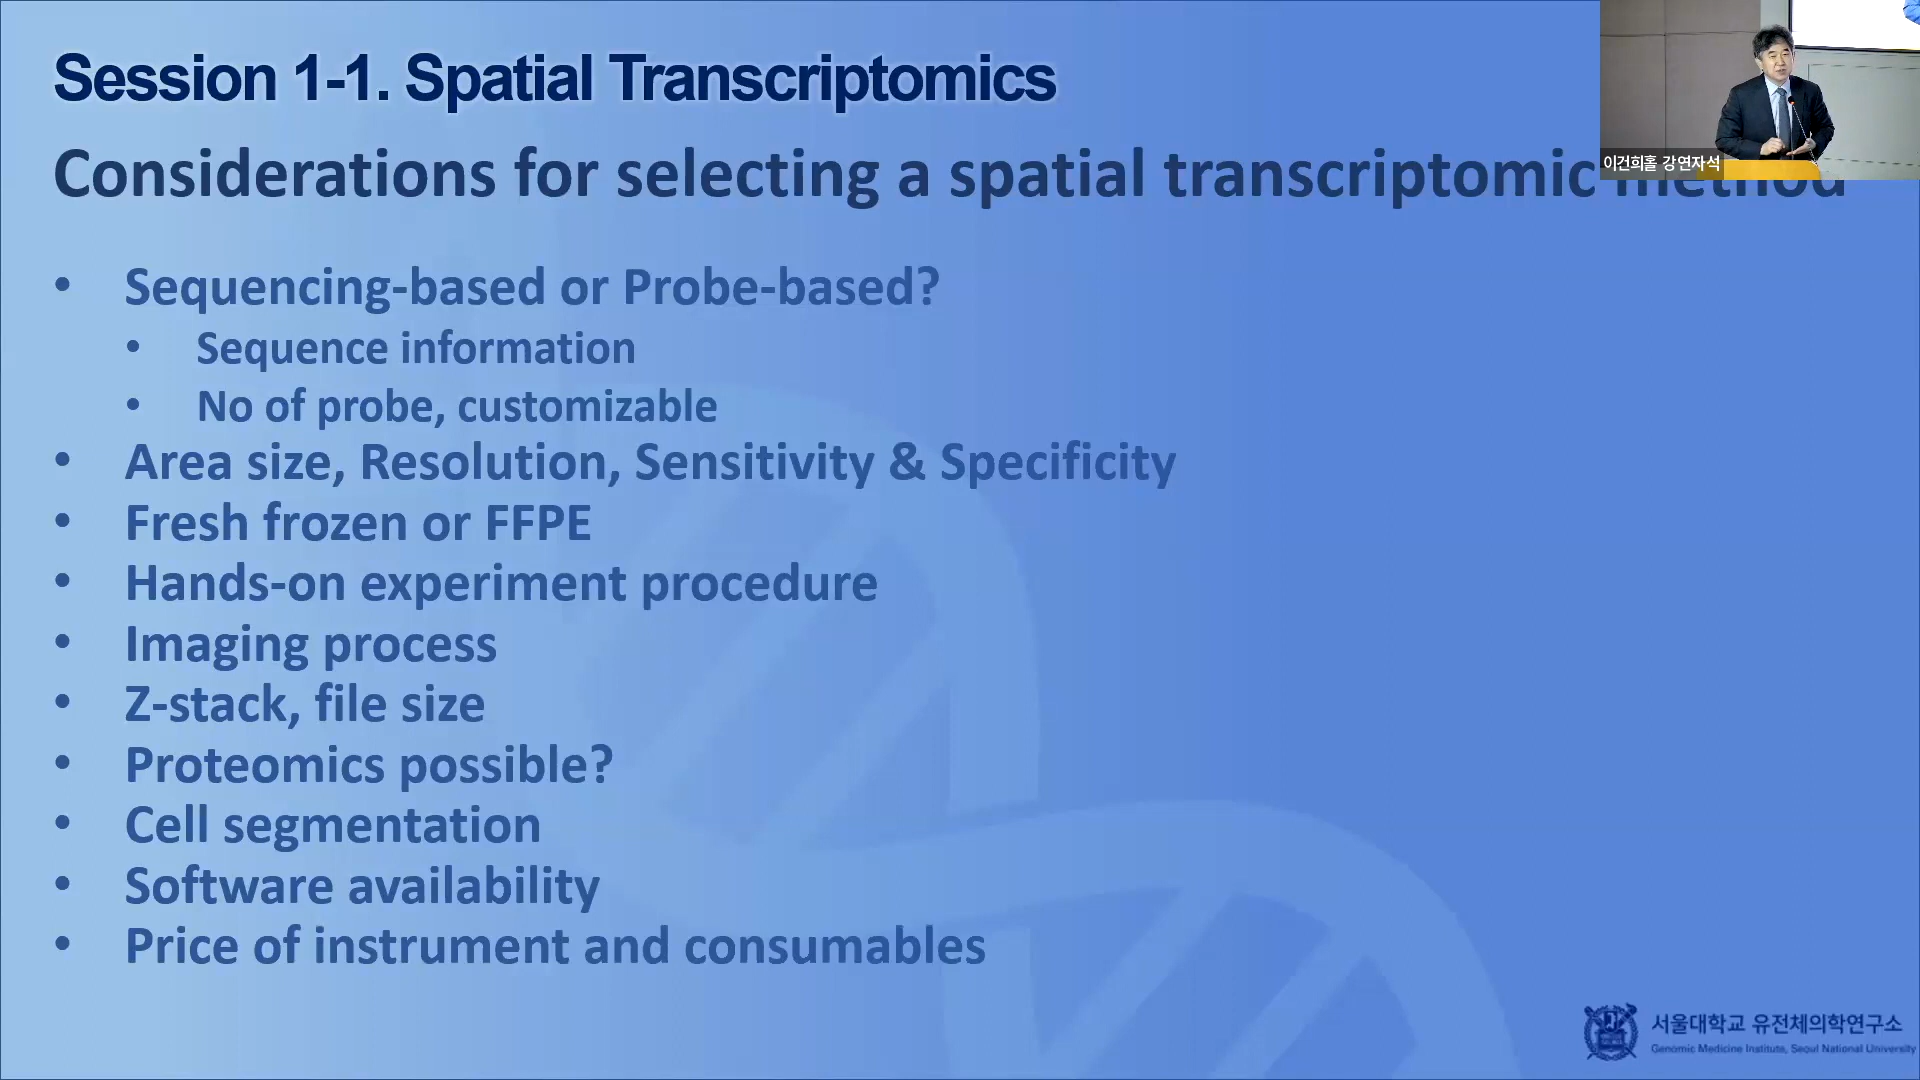 Session 1-1. Spatial Transcriptomics
Considerations for selecting a spatial transcriptomic method
이건희홀 강연자석
• Sequencing-based or Probe-based?
• Sequence information
• No of probe, customizable
• Area size, Resolution, Sensitivity & Specificity
• Fresh frozen or FFPE
• Hands-on experiment procedure
• Imaging process
• Z-stack, file size
• Proteomics possible?
• Cell segmentation
• Software availability
• Price of instrument and consumables
서울대학교 유전체의학연구소
Genomic Medicine Institute, Seoul National University